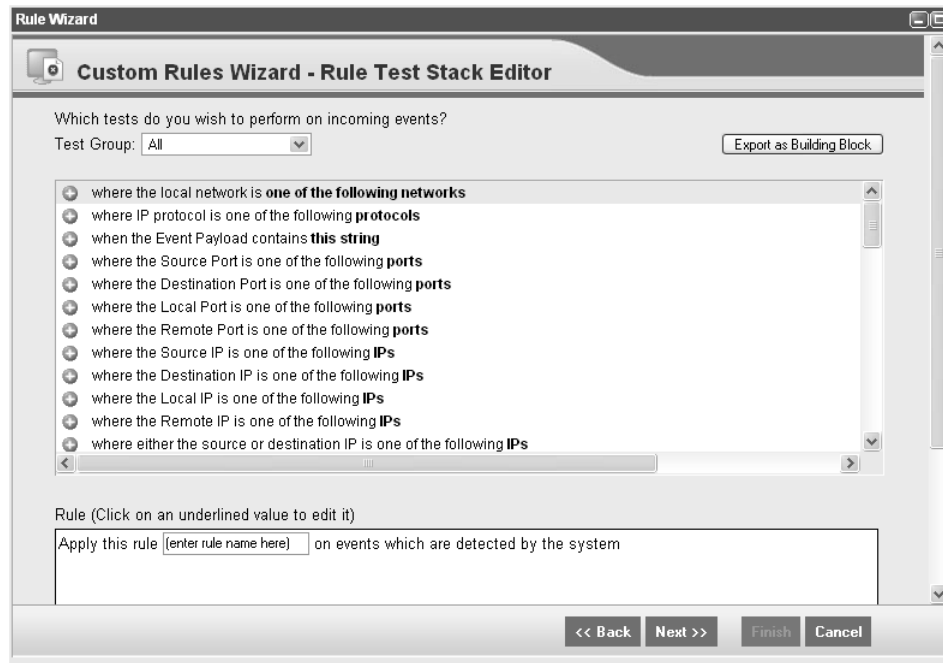 Rule Wizard
Custom Rules Wizard - Rule Test Stack Editor
Which tests do you wish to perform on incoming events?
Test Group: All
Export as Building Block
where the local network is one of the following networks
where IP protocol is one of the following protocols
when the Event Payload contains this string
where the Source Port is one of the following ports
where the Destination Port is one of the following ports
where the Local Port is one of the following ports
where the Remote Port is one of the following ports
where the Source IP is one of the following IPs
where the Destination IP is one of the following IPs
where the Local IP is one of the following IPs
where the Remote IP is one of the following IPs
where either the source or destination IP is one of the following IPs
Rule (Click on an underlined value to edit it)
Apply this rule (enter rule name here) on events which are detected by the system
<< Back Next >> Finish Cancel